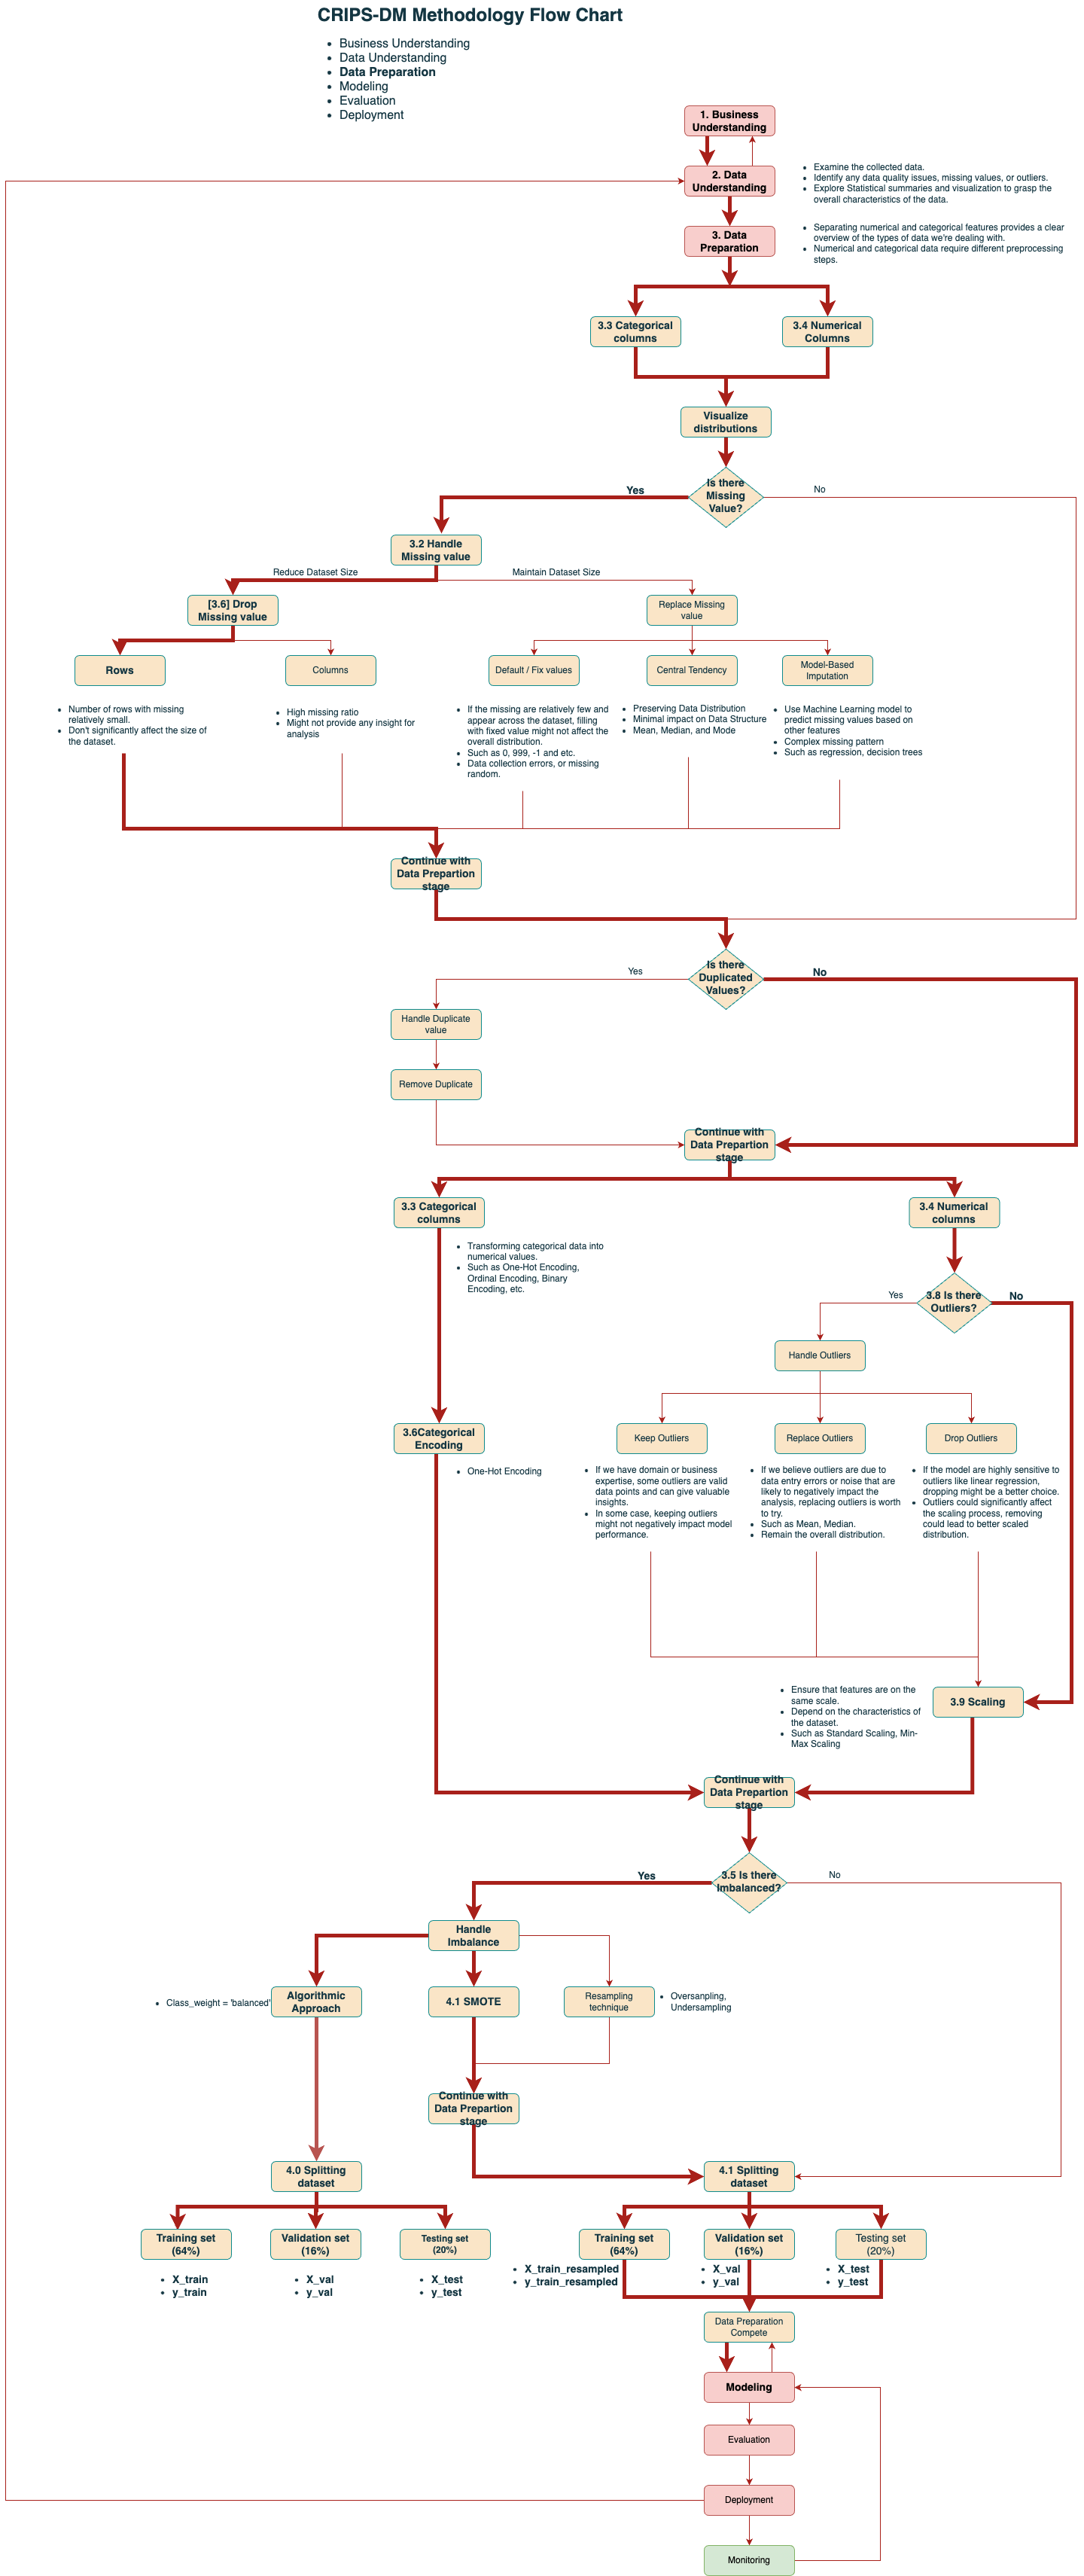 CRIPS-DM Methodology Flow Chart
Business Understanding
Data Understanding
Data Preparation
Modeling
Evaluation
Deployment
1. Business
Understanding
2. Data
Understanding
Examine the collected data.
Identify any data quality issues, missing values, or outliers.
Explore Statistical summaries and visualization to grasp the
overall characteristics of the data.
3. Data
Preparation
Separating numerical and categorical features provides a clear
overview of the types of data we're dealing with.
Numerical and categorical data require different preprocessing
steps.
3.3 Categorical
columns
3.4 Numerical
Columns
Visualize
distributions
Is there
Missing
Value?
Yes
No
3.2 Handle
Missing value
Reduce Dataset Size
Maintain Dataset Size
[3.6] Drop
Missing value
Replace Missing
value
Rows
Columns
Default / Fix values
Central Tendency
Model-Based
Imputation
Number of rows with missing
relatively small.
Don't significantly affect the size of
the dataset.
High missing ratio
Might not provide any insight for
analysis
If the missing are relatively few and
appear across the dataset, filling
with fixed value might not affect the
overall distribution.
Such as 0, 999, -1 and etc.
Data collection errors, or missing
random.
Preserving Data Distribution
Minimal impact on Data Structure
Mean, Median, and Mode
Use Machine Learning model to
predict missing values based on
other features
Complex missing pattern
Such as regression, decision trees
Continue with
Data Prepartion
stage
Is there
Duplicated
Values?
Yes
No
Handle Duplicate
value
Remove Duplicate
Continue with
Data Prepartion
stage
3.3 Categorical
columns
3.4 Numerical
columns
Transforming categorical data into
numerical values.
Such as One-Hot Encoding,
Ordinal Encoding, Binary
Encoding, etc.
3.8 Is there
Outliers?
Yes
No
Handle Outliers
3.6Categorical
Encoding
One-Hot Encoding
Keep Outliers
Replace Outliers
Drop Outliers
If we have domain or business
expertise, some outliers are valid
data points and can give valuable
insights.
In some case, keeping outliers
might not negatively impact model
performance.
If we believe outliers are due to
data entry errors or noise that are
likely to negatively impact the
analysis, replacing outliers is worth
to try.
Such as Mean, Median.
Remain the overall distribution.
If the model are highly sensitive to
outliers like linear regression,
dropping might be a better choice.
Outliers could significantly affect
the scaling process, removing
could lead to better scaled
distribution.
Ensure that features are on the
same scale.
Depend on the characteristics of
the dataset.
Such as Standard Scaling, Min-
Max Scaling
3.9 Scaling
Continue with
Data Prepartion
stage
3.5 Is there
Imbalanced?
Yes
No
Handle
Imbalance
Class_weight = 'balanced'
Algorithmic
Approach
4.1 SMOTE
Resampling
technique
Oversanpling,
Undersampling
Continue with
Data Prepartion
stage
4.0 Splitting
dataset
4.1 Splitting
dataset
Training set
(64%)
Validation set
(16%)
Testing set
(20%)
Training set
(64%)
Validation set
(16%)
Testing set
(20%)
X_train
y_train
X_val
y_val
X_test
y_test
X_train_resampled
y_train_resampled
X_val
y_val
X_test
y_test
Data Preparation
Compete
Modeling
Evaluation
Deployment
Monitoring